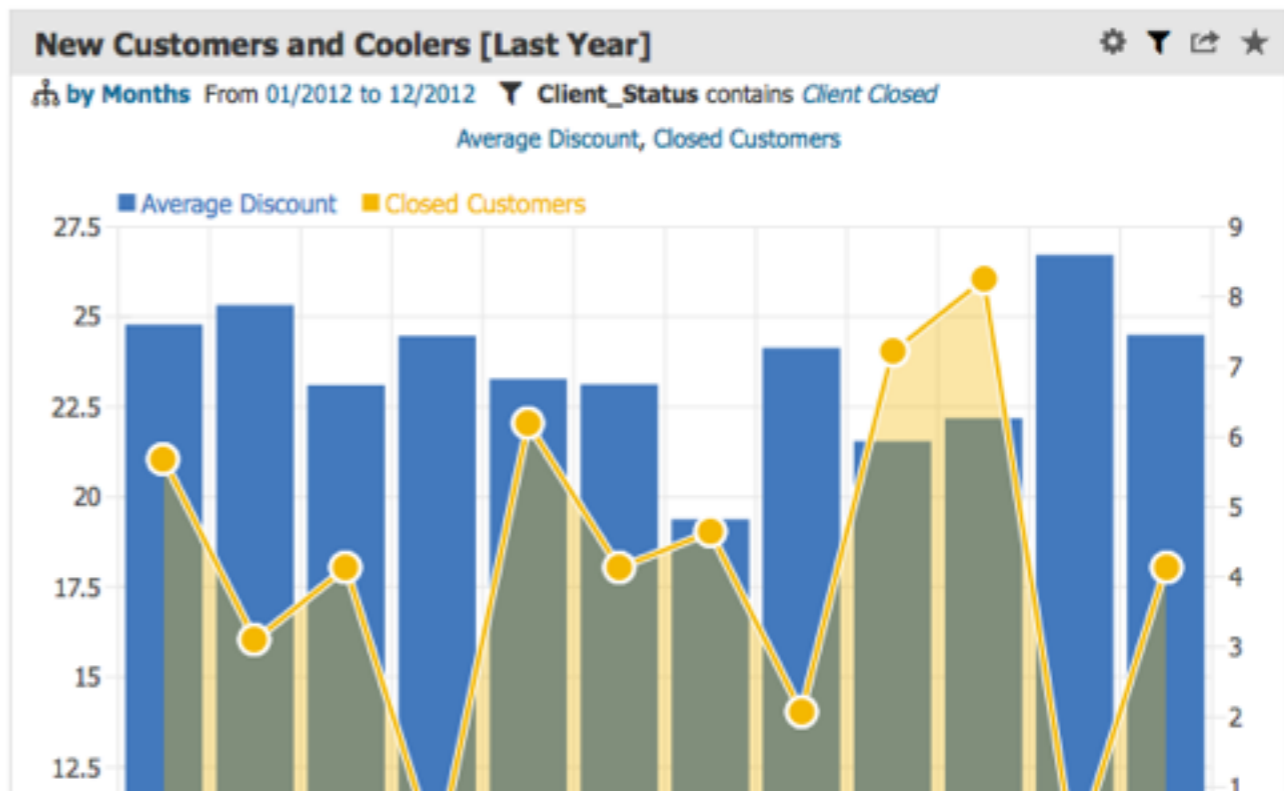 New Customers and Coolers [Last Year]
by Months From 01/2012 to 12/2012 Client_Status contains Client Closed
Average Discount, Closed Customers
Average Discount Closed Customers
27.5 9
25 8
22.5 7
20 6
17.5 5
15 4
12.5 3
2
1